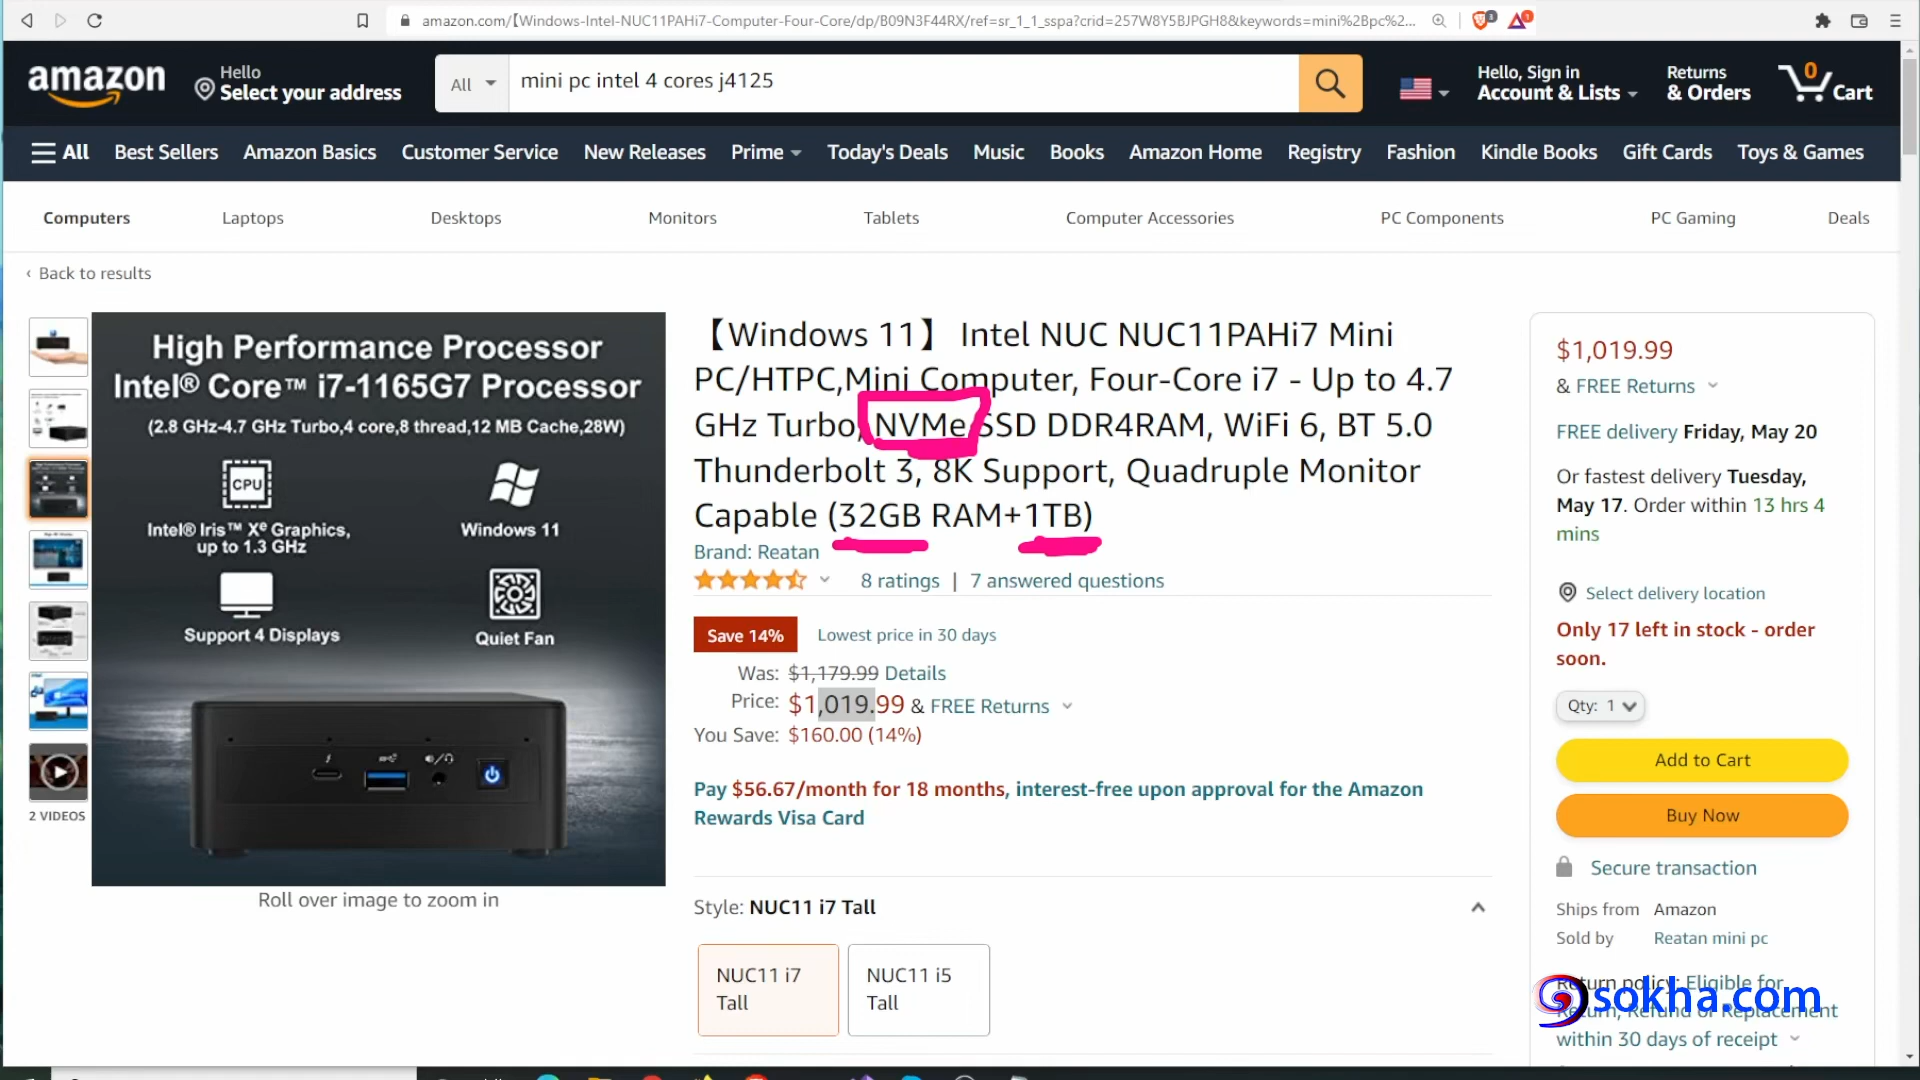 amazon.com/【Windows-Intel-NUC11PAHi7-Computer-Four-Core/dp/B09N3F44RX/ref=sr_1_1_sspa?crid=257W8Y5BJPGH8&keywords=mini%2Bpc%2...
amazon
Hello
Select your address
All
mini pc intel 4 cores j4125
Hello, Sign in
Account & Lists
Returns
& Orders
0
Cart
All Best Sellers Amazon Basics Customer Service New Releases Prime Today's Deals Music Books Amazon Home Registry Fashion Kindle Books Gift Cards Toys & Games
Computers Laptops Desktops Monitors Tablets Computer Accessories PC Components PC Gaming Deals
‹ Back to results
2 VIDEOS
High Performance Processor
Intel® Core™ i7-1165G7 Processor
(2.8 GHz-4.7 GHz Turbo,4 core,8 thread,12 MB Cache,28W)
CPU
Intel® Iris™ Xe Graphics,
up to 1.3 GHz
Windows 11
Support 4 Displays
Quiet Fan
Roll over image to zoom in
【Windows 11】 Intel NUC NUC11PAHi7 Mini
PC/HTPC,Mini Computer, Four-Core i7 - Up to 4.7
GHz Turbo, NVMe SSD DDR4RAM, WiFi 6, BT 5.0
Thunderbolt 3, 8K Support, Quadruple Monitor
Capable (32GB RAM+1TB)
Brand: Reatan
8 ratings | 7 answered questions
Save 14% Lowest price in 30 days
Was: $1,179.99 Details
Price: $1,019.99 & FREE Returns
You Save: $160.00 (14%)
Pay $56.67/month for 18 months, interest-free upon approval for the Amazon
Rewards Visa Card
Style: NUC11 i7 Tall
NUC11 i7
Tall
NUC11 i5
Tall
$1,019.99
& FREE Returns
FREE delivery Friday, May 20
Or fastest delivery Tuesday,
May 17. Order within 13 hrs 4
mins
Select delivery location
Only 17 left in stock - order
soon.
Qty: 1
Add to Cart
Buy Now
Secure transaction
Ships from Amazon
Sold by Reatan mini pc
Return policy: Eligible for
Return, Refund or Replacement
within 30 days of receipt
sokha.com